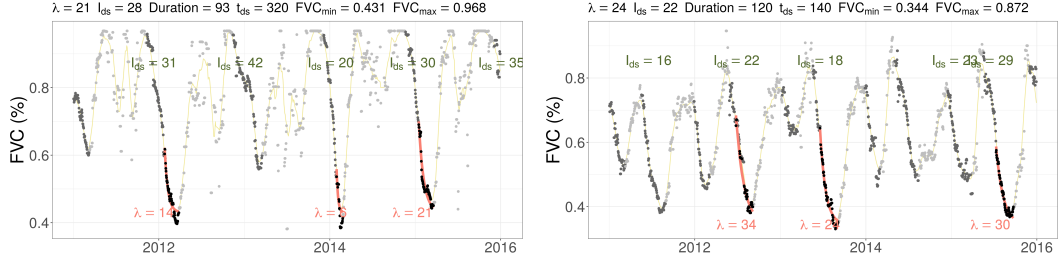 λ = 21 I_ds = 28 Duration = 93 t_ds = 320 FVC_min = 0.431 FVC_max = 0.968
I_ds = 31
I_ds = 42
I_ds = 20
I_ds = 30
I_ds = 35
0.8
0.6
0.4
FVC (%)
λ = 14
λ =
λ = 21
2012
2014
2016
λ = 24 I_ds = 22 Duration = 120 t_ds = 140 FVC_min = 0.344 FVC_max = 0.872
I_ds = 16
I_ds = 22
I_ds = 18
I_ds =
= 29
0.8
0.6
0.4
FVC (%)
λ = 34
λ =
λ = 30
2012
2014
2016